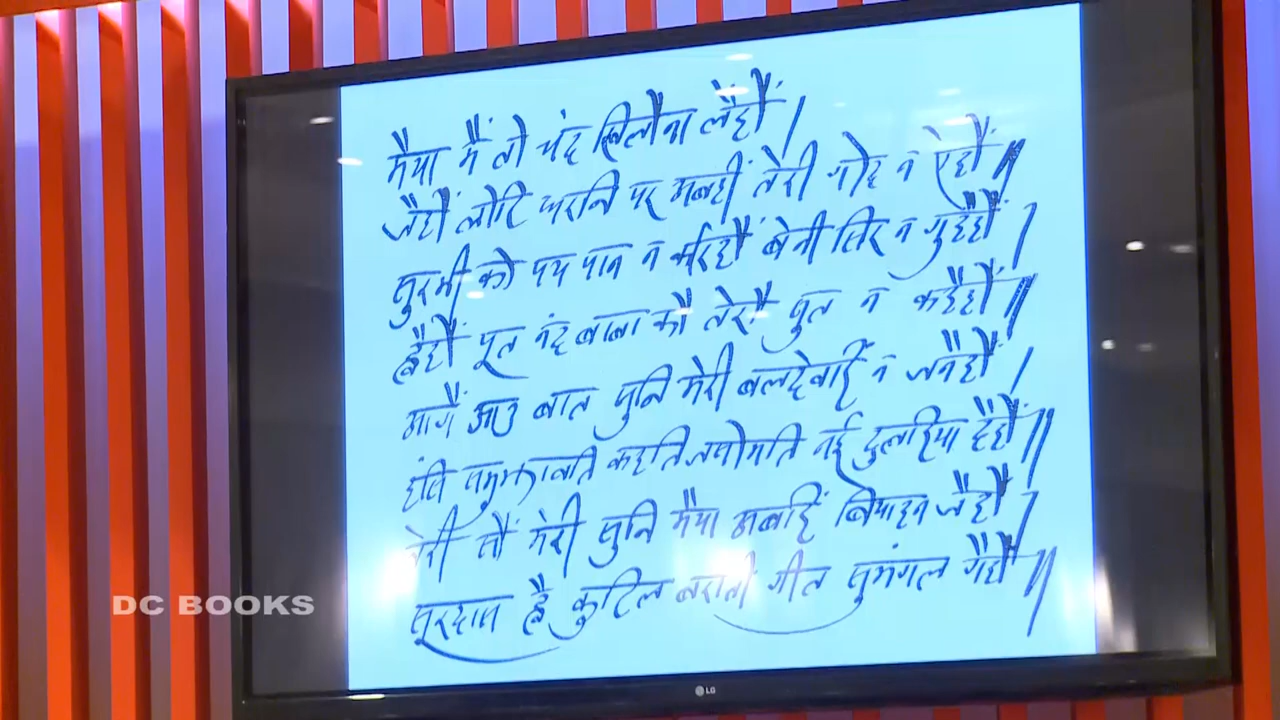 मैया मैं तो चंद खिलौना लैहौं ।
जैहौं लोटि धरनि पर अबहीं तेरी गोद न ऐहौं ॥
सुरभी को पय पान न करिहौं बेनी सिर न गुहैहौं ।
ह्वैहौं पूत नंद बाबा कौ तेरौ सुत न कहैहौं ॥
आगैं आउ बात सुनि मेरी बलदेवहिं न जनैहौं ।
हंसि समुझावति कहति जसोमति नई दुलहिया दैहौं ॥
तेरी सौं मेरी सुनि मैया अबहिं बियाहन जैहौं ।
सूरदास ह्वै कुटिल बराती गीत सुमंगल गैहौं ॥
DC BOOKS
LG